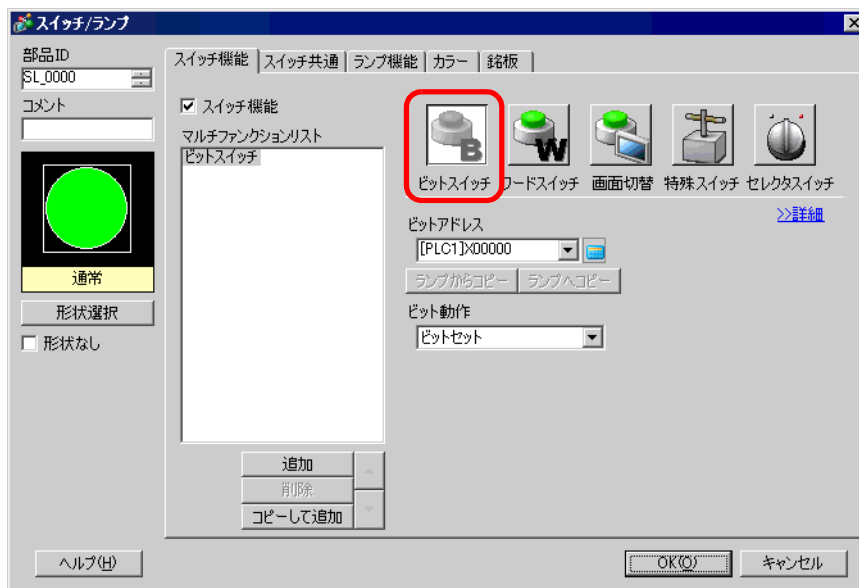 スイッチ/ランプ
部品ID
SL_0000
コメント
通常
形状選択
形状なし
スイッチ機能 スイッチ共通 ランプ機能 カラー 銘板
スイッチ機能
マルチファンクションリスト
ビットスイッチ
追加
削除
コピーして追加
B W
ビットスイッチ ワードスイッチ 画面切替 特殊スイッチ セレクタスイッチ
>>詳細
ビットアドレス
[PLC1]X00000
ランプからコピー ランプへコピー
ビット動作
ビットセット
ヘルプ(H) OK(O) キャンセル